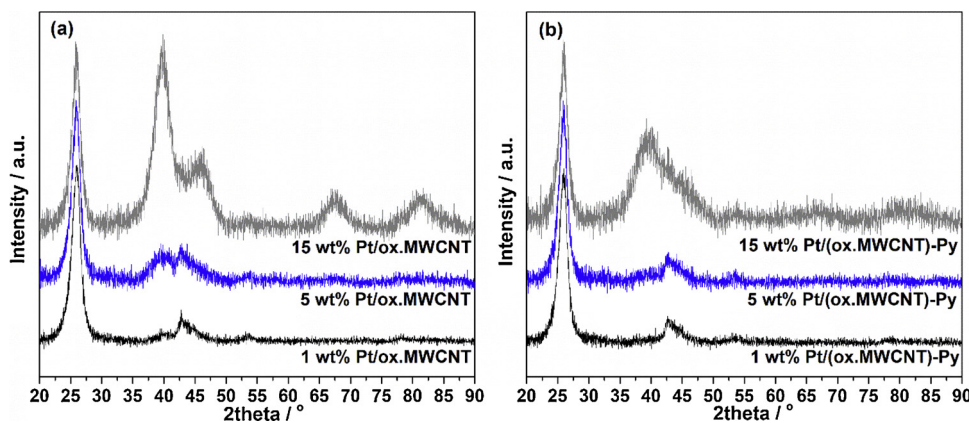 (a)
Intensity / a.u.
15 wt% Pt/ox.MWCNT
5 wt% Pt/ox.MWCNT
1 wt% Pt/ox.MWCNT
20 25 30 35 40 45 50 55 60 65 70 75 80 85 90
2theta / °
(b)
Intensity / a.u.
15 wt% Pt/(ox.MWCNT)-Py
5 wt% Pt/(ox.MWCNT)-Py
1 wt% Pt/(ox.MWCNT)-Py
20 25 30 35 40 45 50 55 60 65 70 75 80 85 90
2theta / °